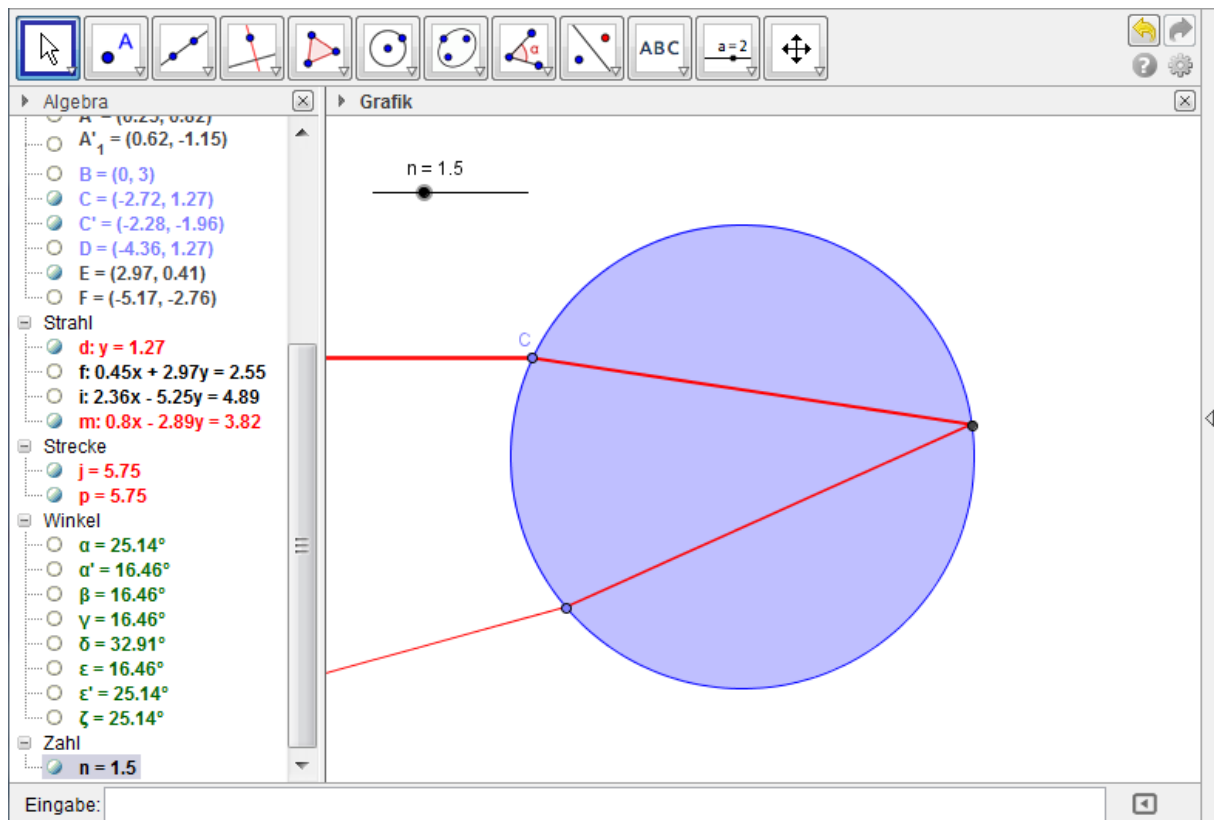 A
α
ABC
a=2
Algebra
Grafik
A'1 = (0.62, -1.15)
B = (0, 3)
C = (-2.72, 1.27)
C' = (-2.28, -1.96)
D = (-4.36, 1.27)
E = (2.97, 0.41)
F = (-5.17, -2.76)
Strahl
d: y = 1.27
f: 0.45x + 2.97y = 2.55
i: 2.36x - 5.25y = 4.89
m: 0.8x - 2.89y = 3.82
Strecke
j = 5.75
p = 5.75
Winkel
α = 25.14°
α' = 16.46°
β = 16.46°
γ = 16.46°
δ = 32.91°
ε = 16.46°
ε' = 25.14°
ζ = 25.14°
Zahl
n = 1.5
n = 1.5
C
Eingabe: